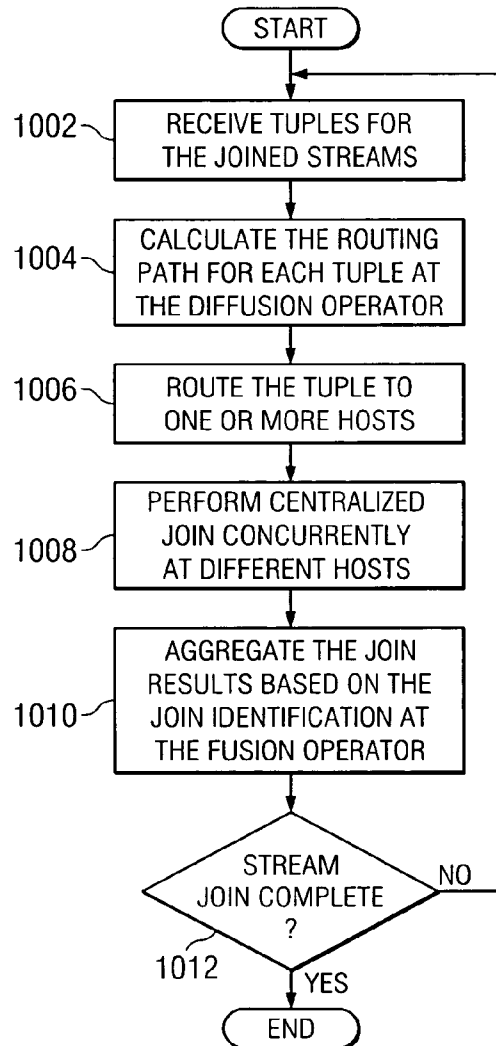 START
1002
RECEIVE TUPLES FOR
THE JOINED STREAMS
1004
CALCULATE THE ROUTING
PATH FOR EACH TUPLE AT
THE DIFFUSION OPERATOR
1006
ROUTE THE TUPLE TO
ONE OR MORE HOSTS
1008
PERFORM CENTRALIZED
JOIN CONCURRENTLY
AT DIFFERENT HOSTS
1010
AGGREGATE THE JOIN
RESULTS BASED ON THE
JOIN IDENTIFICATION AT
THE FUSION OPERATOR
STREAM
JOIN COMPLETE
?
NO
1012
YES
END